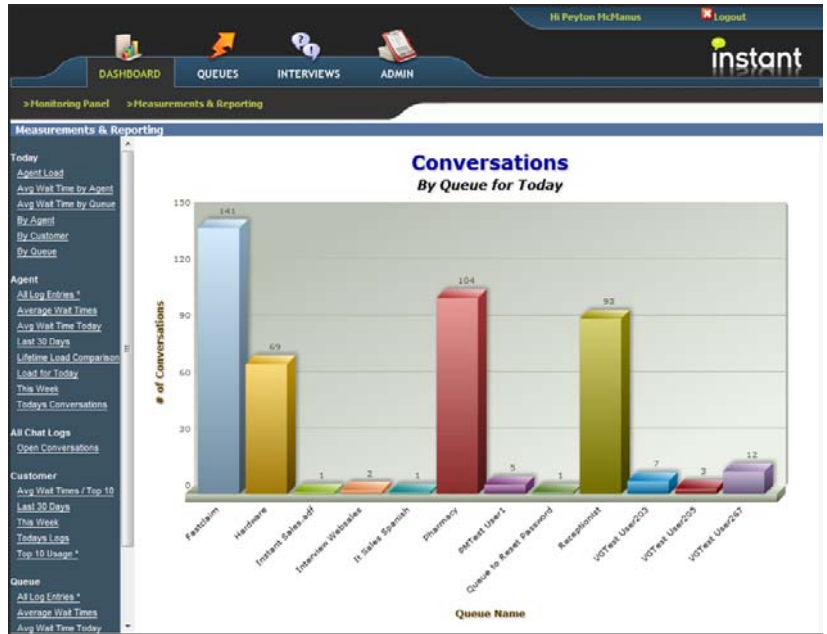 Hi Peyton McManus
Logout
DASHBOARD
QUEUES
INTERVIEWS
ADMIN
instant
>Monitoring Panel
>Measurements & Reporting
Measurements & Reporting
Today
Agent Load
Avg Wait Time by Agent
Avg Wait Time by Queue
By Agent
By Customer
By Queue
Agent
All Log Entries *
Average Wait Times
Avg Wait Time Today
Last 30 Days
Lifetime Load Comparison
Load for Today
This Week
Todays Conversations
All Chat Logs
Open Conversations
Customer
Avg Wait Times / Top 10
Last 30 Days
This Week
Todays Logs
Top 10 Usage *
Queue
All Log Entries *
Average Wait Times
Avg Wait Time Today
Conversations
By Queue for Today
# of Conversations
150
120
90
60
30
0
141
69
1
2
1
104
5
1
93
7
3
12
Fastclaim
Hardware
Instant Sales.adf
Interview Websales
It Sales Spanish
Pharmacy
PMTest User1
Queue to Reset Password
Receptionist
VGTest User203
VGTest User205
VGTest User267
Queue Name